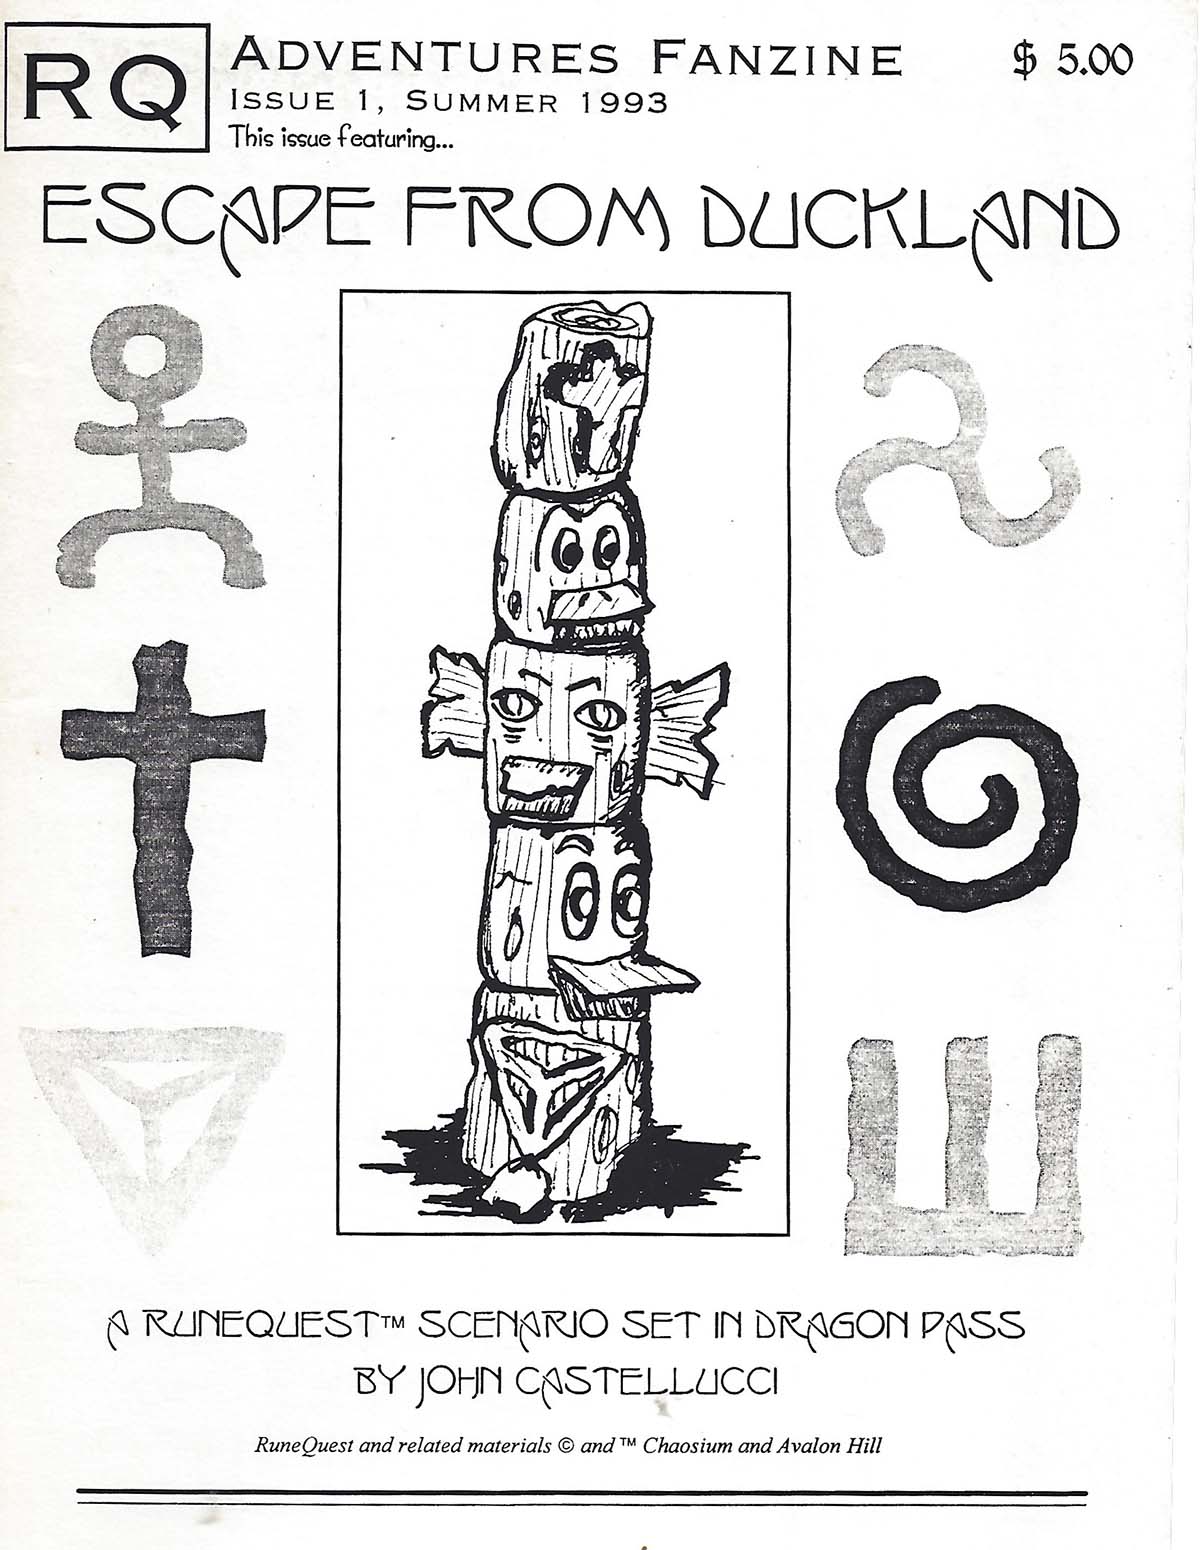 RQ
ADVENTURES FANZINE
$ 5.00
ISSUE 1, SUMMER 1993
This issue featuring...
ESCAPE FROM DUCKLAND
A RUNEQUEST™ SCENARIO SET IN DRAGON PASS
BY JOHN CASTELLUCCI
RuneQuest and related materials © and ™ Chaosium and Avalon Hill